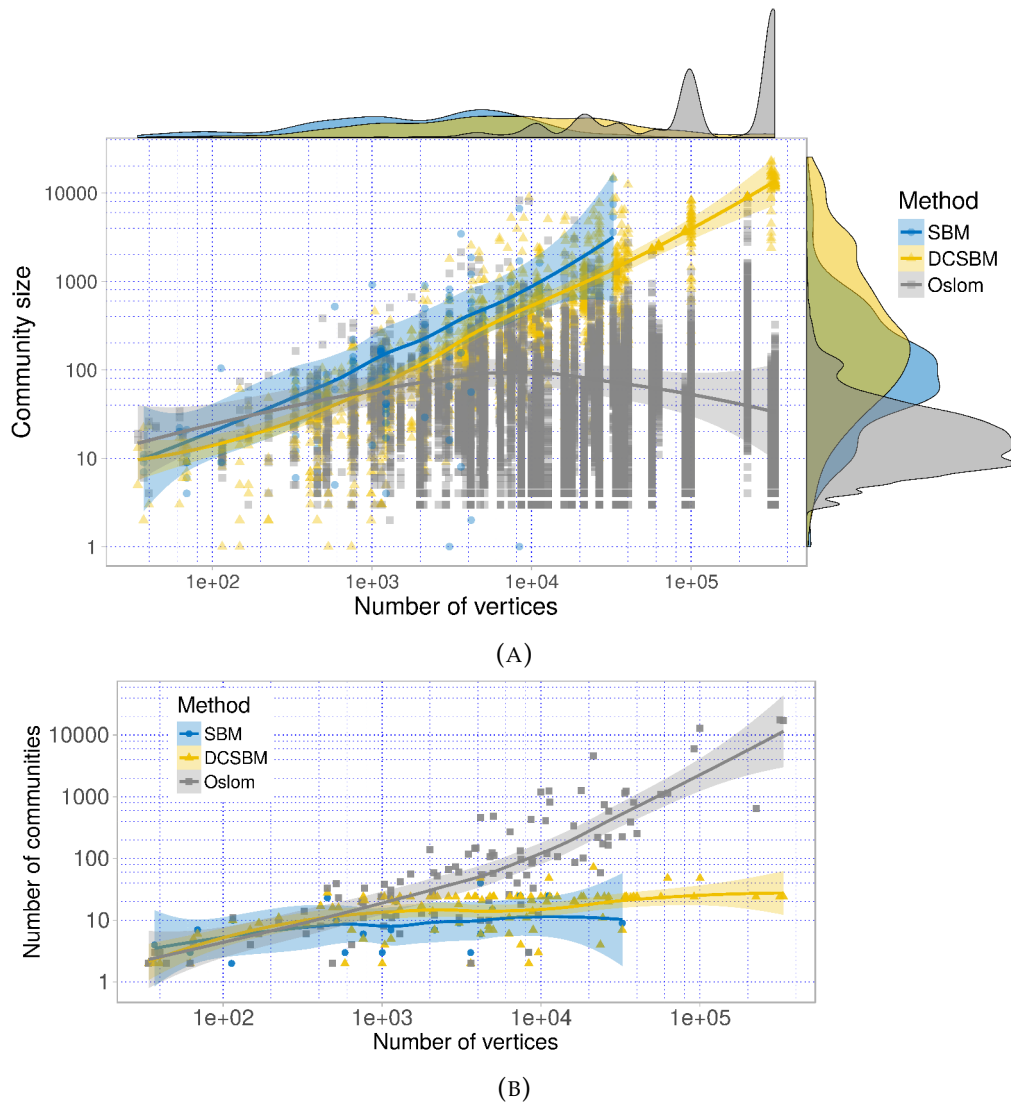 10000
1000
100
10
1
Community size
1e+02 1e+03 1e+04 1e+05
Number of vertices
Method
SBM
DCSBM
Oslom
(A)
Method
SBM
DCSBM
Oslom
10000
1000
100
10
1
Number of communities
1e+02 1e+03 1e+04 1e+05
Number of vertices
(B)